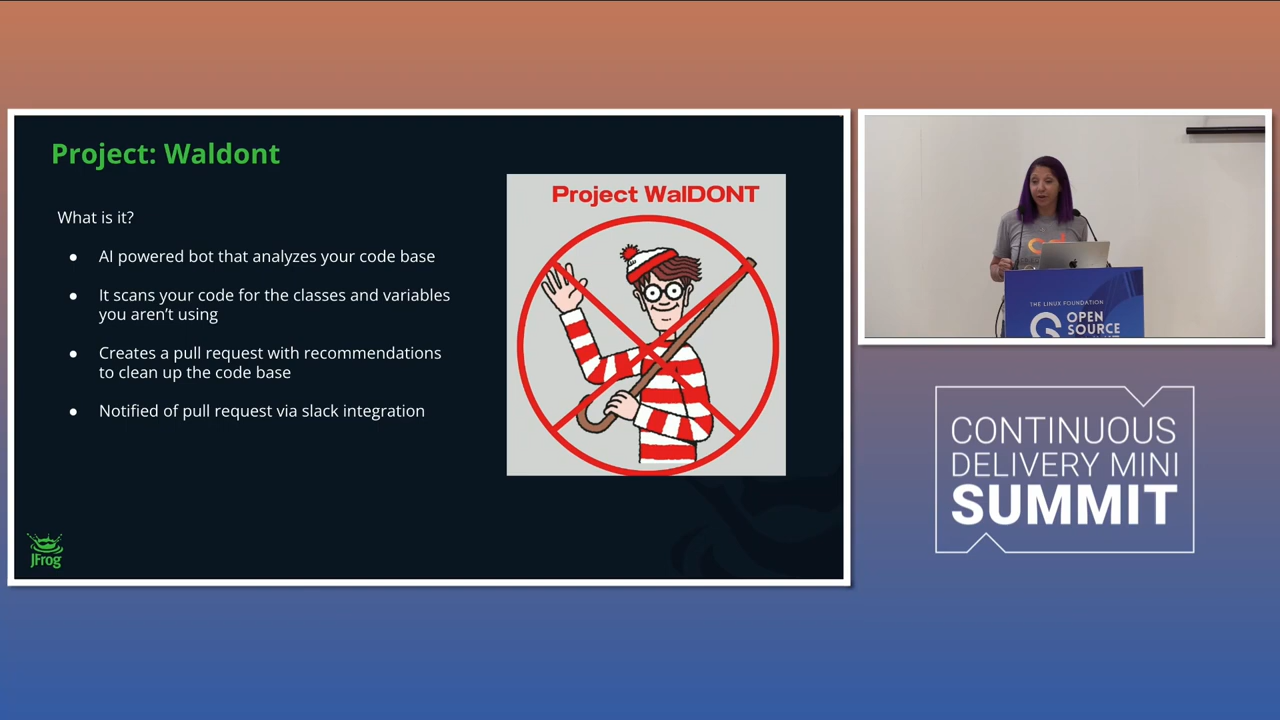 Project: Waldont
What is it?
● AI powered bot that analyzes your code base
● It scans your code for the classes and variables
you aren't using
● Creates a pull request with recommendations
to clean up the code base
● Notified of pull request via slack integration
JFrog
Project WalDONT
THE LINUX FOUNDATION
OPEN
SOURCE
CONTINUOUS
DELIVERY MINI
SUMMIT